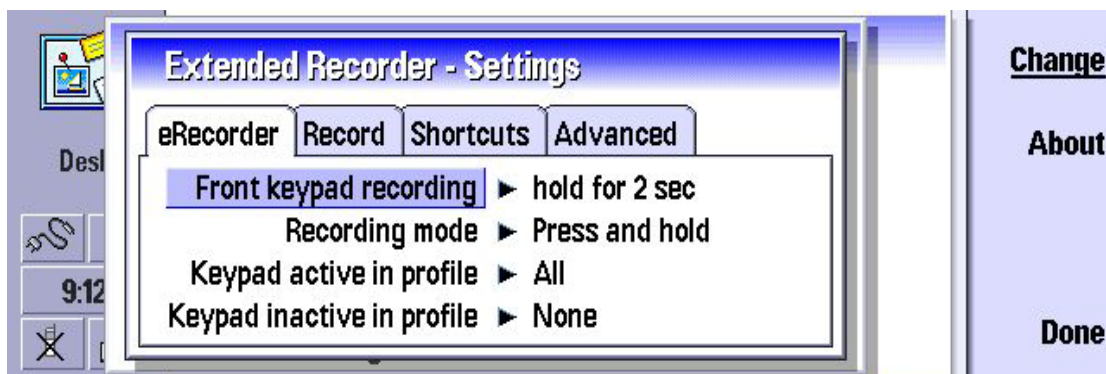 Extended Recorder - Settings
eRecorder Record Shortcuts Advanced
Front keypad recording ► hold for 2 sec
Recording mode ► Press and hold
Keypad active in profile ► All
Keypad inactive in profile ► None
Change
About
Done
9:12